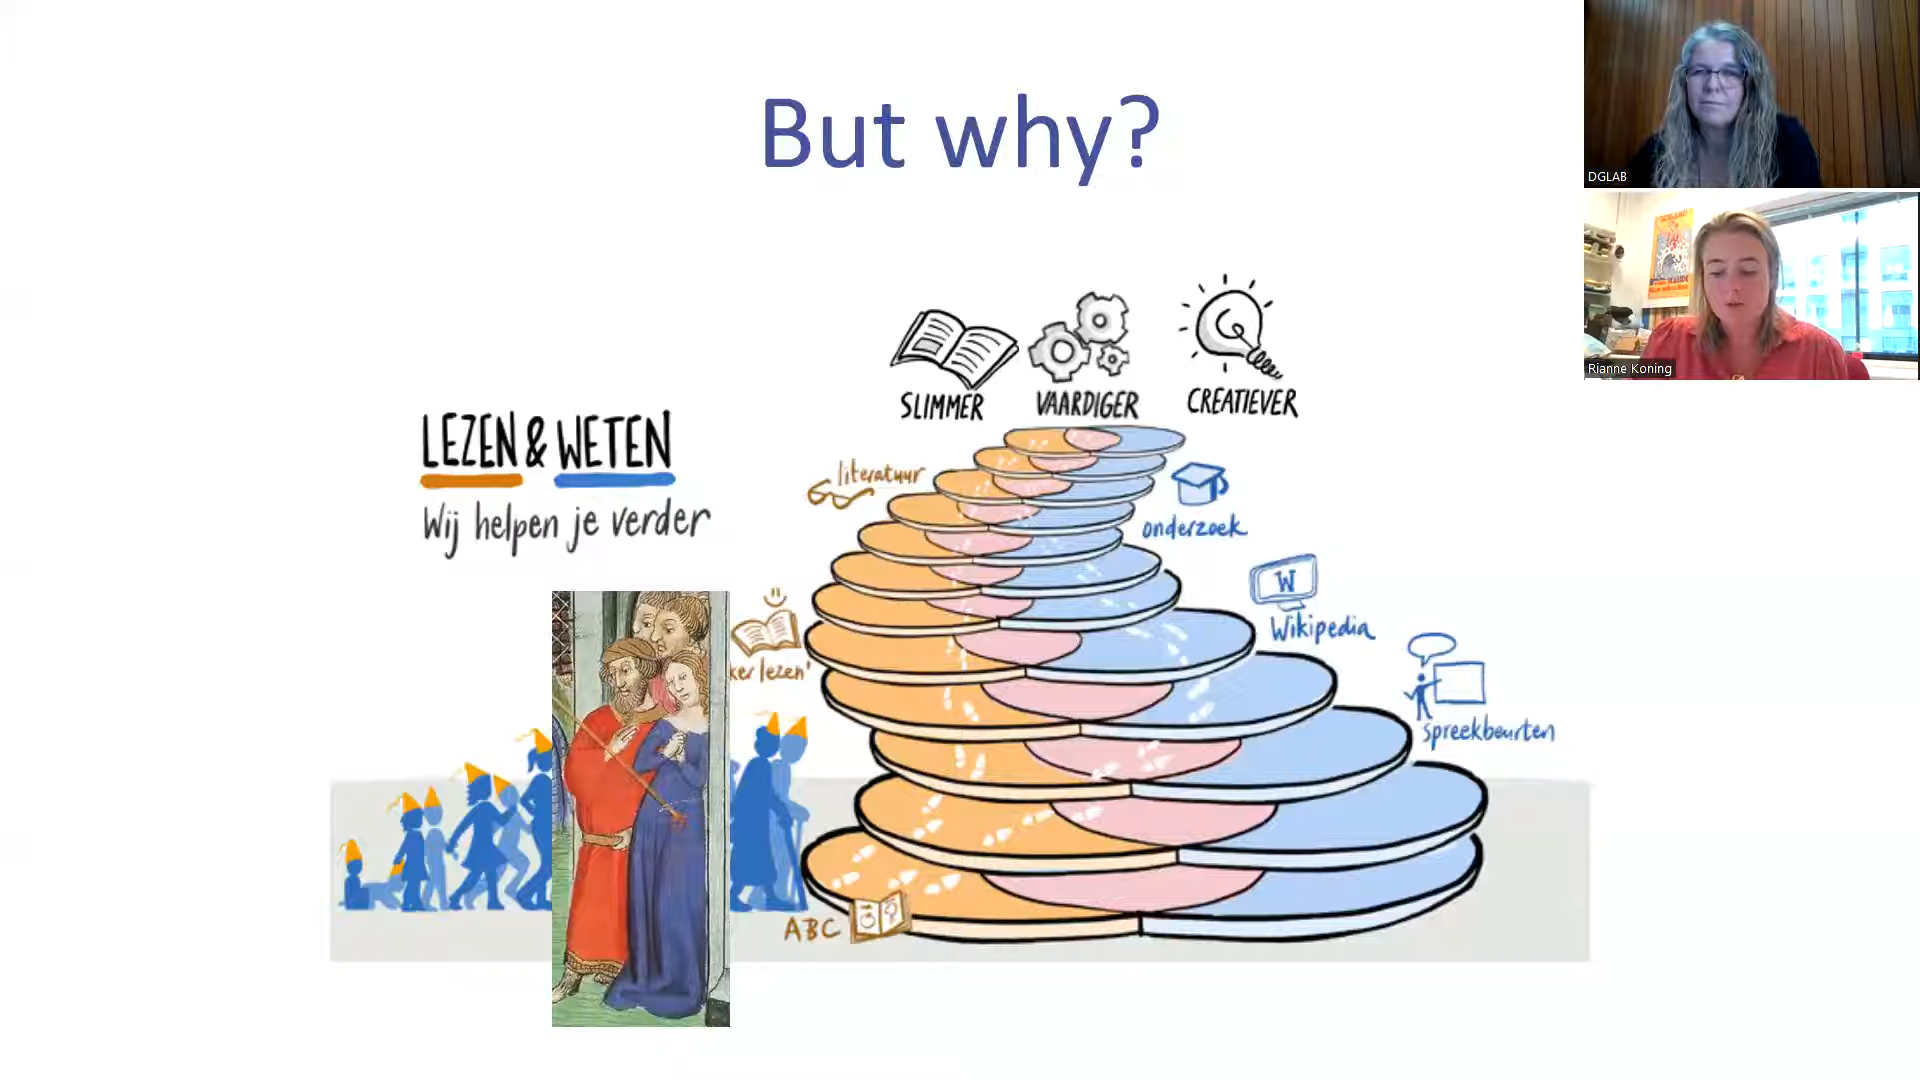 But why?
DGLAB
Rianne Koning
SLIMMER
VAARDIGER
CREATIEVER
LEZEN & WETEN
Wij helpen je verder
literatuur
onderzoek
W
Wikipedia
ker lezen'
spreekbeurten
ABC